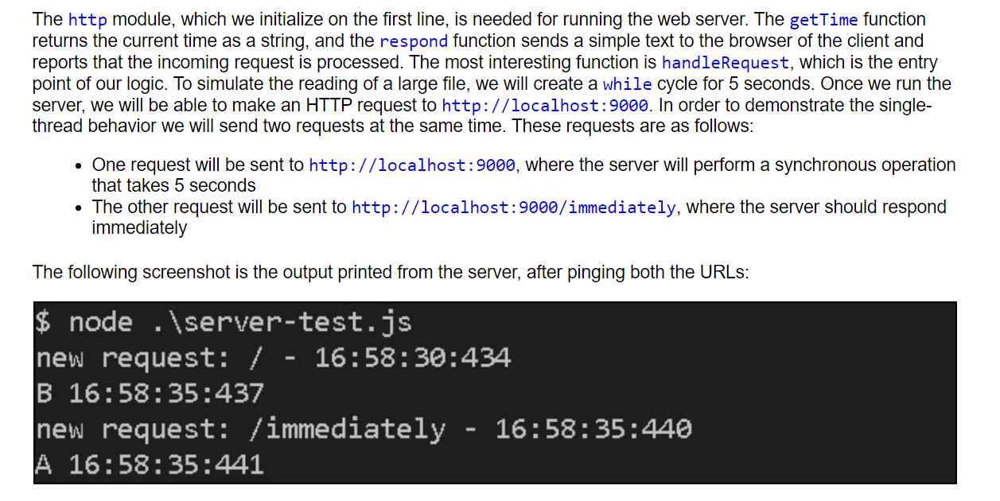 The http module, which we initialize on the first line, is needed for running the web server. The getTime function
returns the current time as a string, and the respond function sends a simple text to the browser of the client and
reports that the incoming request is processed. The most interesting function is handleRequest, which is the entry
point of our logic. To simulate the reading of a large file, we will create a while cycle for 5 seconds. Once we run the
server, we will be able to make an HTTP request to http://localhost:9000. In order to demonstrate the single-
thread behavior we will send two requests at the same time. These requests are as follows:
• One request will be sent to http://localhost:9000, where the server will perform a synchronous operation
that takes 5 seconds
• The other request will be sent to http://localhost:9000/immediately, where the server should respond
immediately
The following screenshot is the output printed from the server, after pinging both the URLs:
$ node .\server-test.js
new request: / - 16:58:30:434
B 16:58:35:437
new request: /immediately - 16:58:35:440
A 16:58:35:441